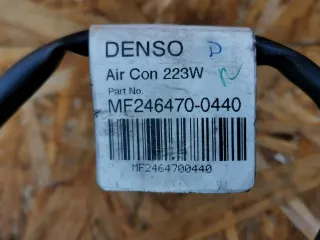 DENSO D
Air Con 223W N
Part No.
MF246470-0440
MF2464700440